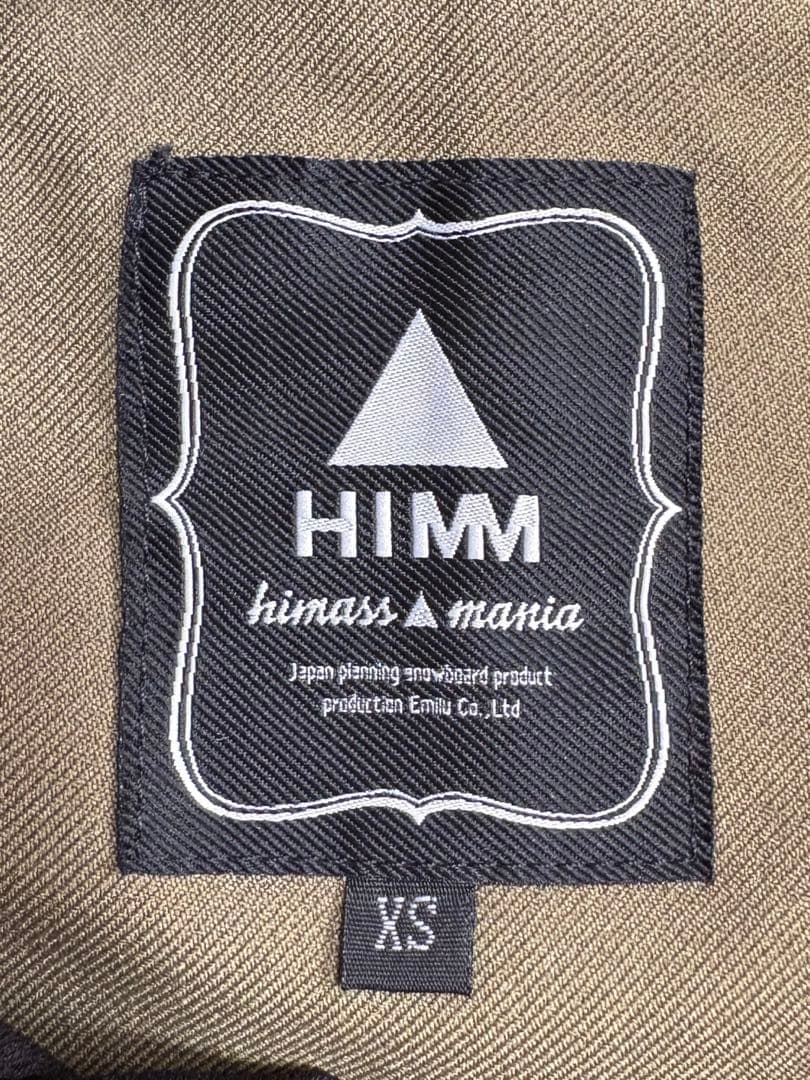 HIMM
himass mania
Japan planning snowboard product
production Emilu Co.,Ltd
XS